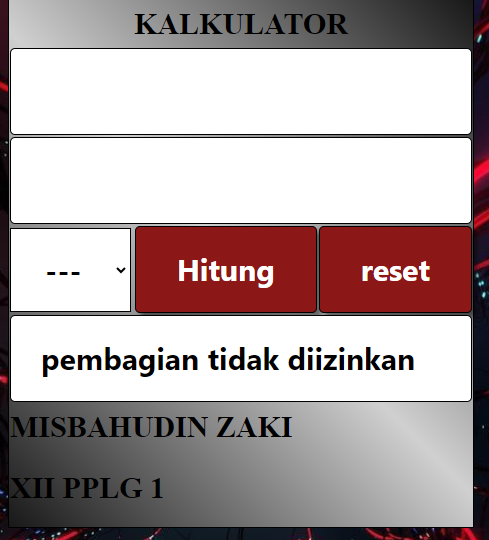 KALKULATOR
--- Hitung reset
pembagian tidak diizinkan
MISBAHUDIN ZAKI
XII PPLG 1